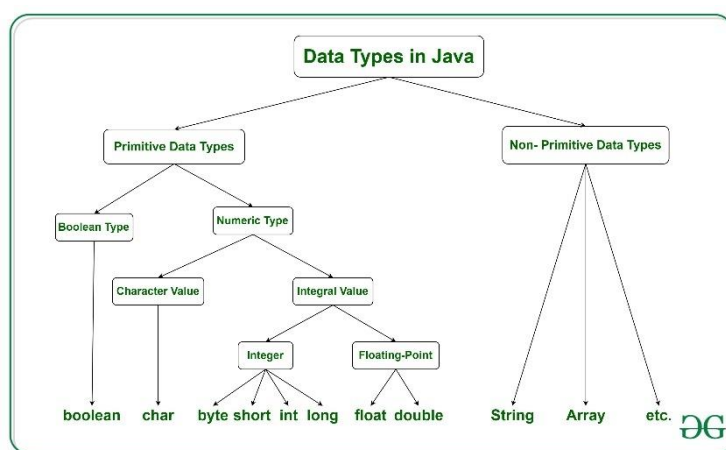 Data Types in Java
Primitive Data Types
Non- Primitive Data Types
Boolean Type
Numeric Type
Character Value
Integral Value
Integer
Floating-Point
boolean
char
byte
short
int
long
float
double
String
Array
etc.